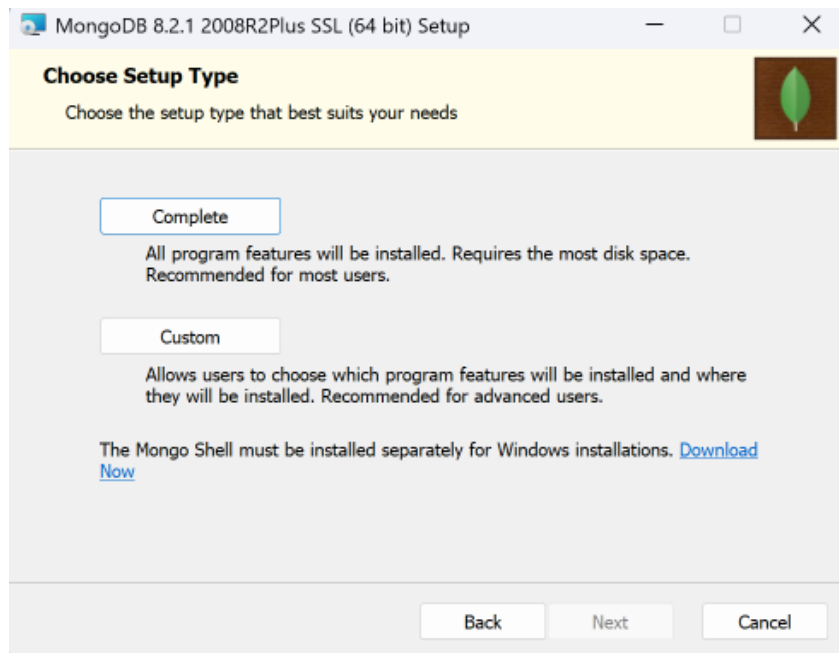 MongoDB 8.2.1 2008R2Plus SSL (64 bit) Setup
Choose Setup Type
Choose the setup type that best suits your needs
Complete
All program features will be installed. Requires the most disk space.
Recommended for most users.
Custom
Allows users to choose which program features will be installed and where
they will be installed. Recommended for advanced users.
The Mongo Shell must be installed separately for Windows installations. Download
Now
Back Next Cancel